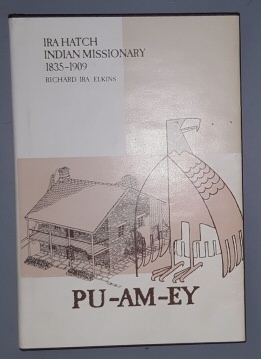 IRA HATCH
INDIAN MISSIONARY
1835-1909
RICHARD IRA ELKINS
PU-AM-EY